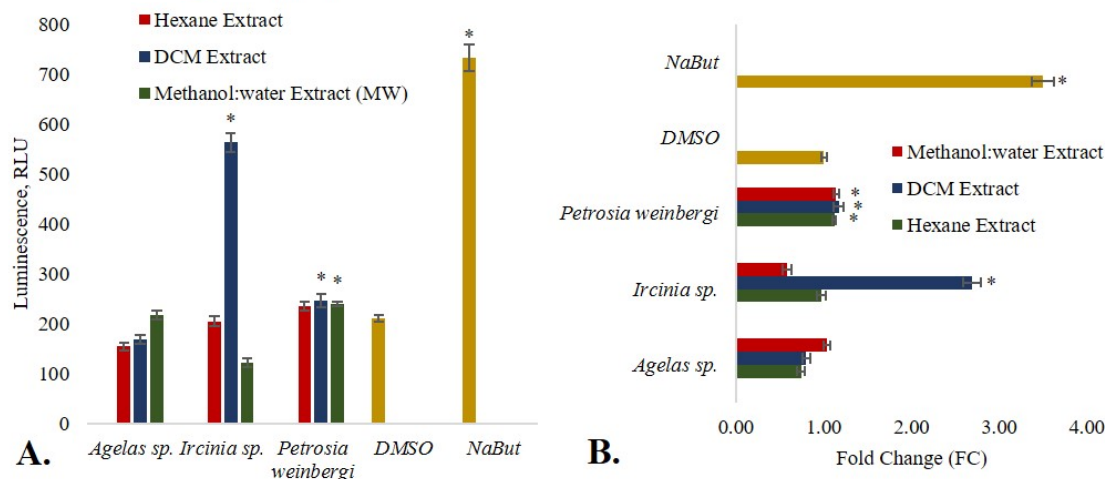 800
700
600
500
400
300
200
100
0
Luminescence, RLU
Hexane Extract
DCM Extract
Methanol:water Extract (MW)
*
*
* *
Agelas sp. Ircinia sp. Petrosia weinbergi DMSO NaBut
A.
NaBut
DMSO
Petrosia weinbergi
Ircinia sp.
Agelas sp.
*
*
*
*
*
Methanol:water Extract
DCM Extract
Hexane Extract
0.00 1.00 2.00 3.00 4.00
Fold Change (FC)
B.